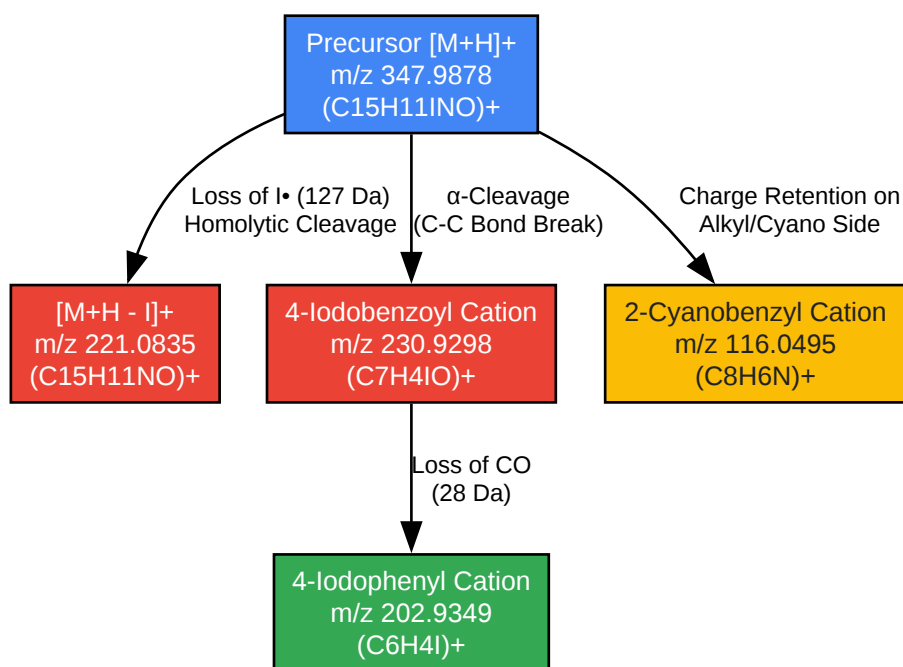 Precursor [M+H]+
m/z 347.9878
(C15H11INO)+
Loss of I• (127 Da)
Homolytic Cleavage
α-Cleavage
(C-C Bond Break)
Charge Retention on
Alkyl/Cyano Side
[M+H - I]+
m/z 221.0835
(C15H11NO)+
4-Iodobenzoyl Cation
m/z 230.9298
(C7H4IO)+
2-Cyanobenzyl Cation
m/z 116.0495
(C8H6N)+
Loss of CO
(28 Da)
4-Iodophenyl Cation
m/z 202.9349
(C6H4I)+